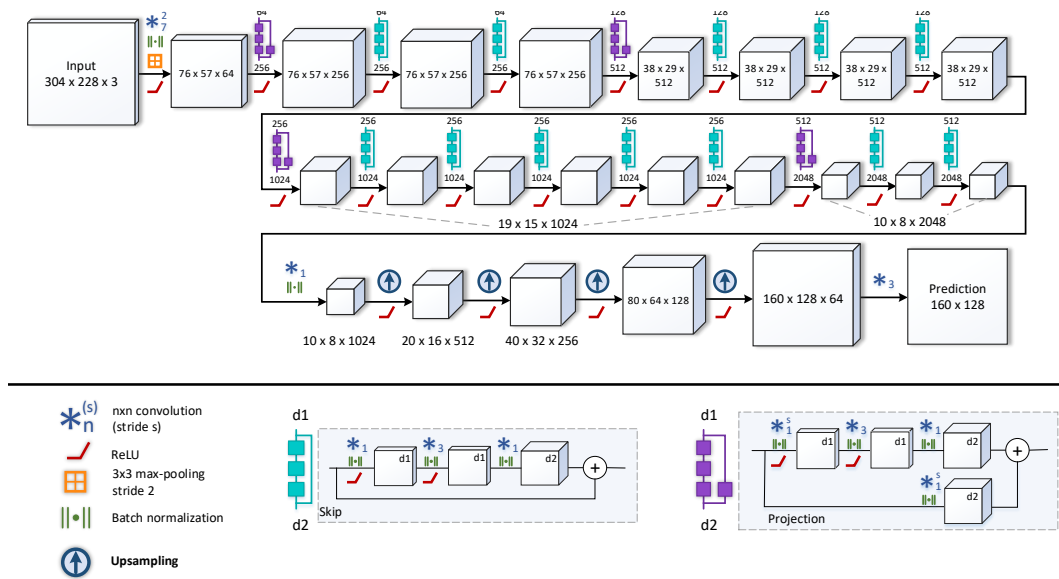 64 64 64 128 128 128 128
2
7
Input
304 x 228 x 3
76 x 57 x 64
256
76 x 57 x 256
256
76 x 57 x 256
256
76 x 57 x 256
512
38 x 29 x
512
512
38 x 29 x
512
512
38 x 29 x
512
512
38 x 29 x
512
256 256 256 256 256 256 512 512 512
1024 1024 1024 1024 1024 1024 2048 2048 2048
19 x 15 x 1024
10 x 8 x 2048
1
80 x 64 x 128
160 x 128 x 64
3
Prediction
160 x 128
10 x 8 x 1024
20 x 16 x 512
40 x 32 x 256
(s)
n
nxn convolution
(stride s)
ReLU
3x3 max-pooling
stride 2
Batch normalization
Upsampling
d1
d2
1
d1
3
d1
1
d2
+
Skip
d1
d2
s
1
d1
3
d1
1
d2
+
s
1
d2
Projection